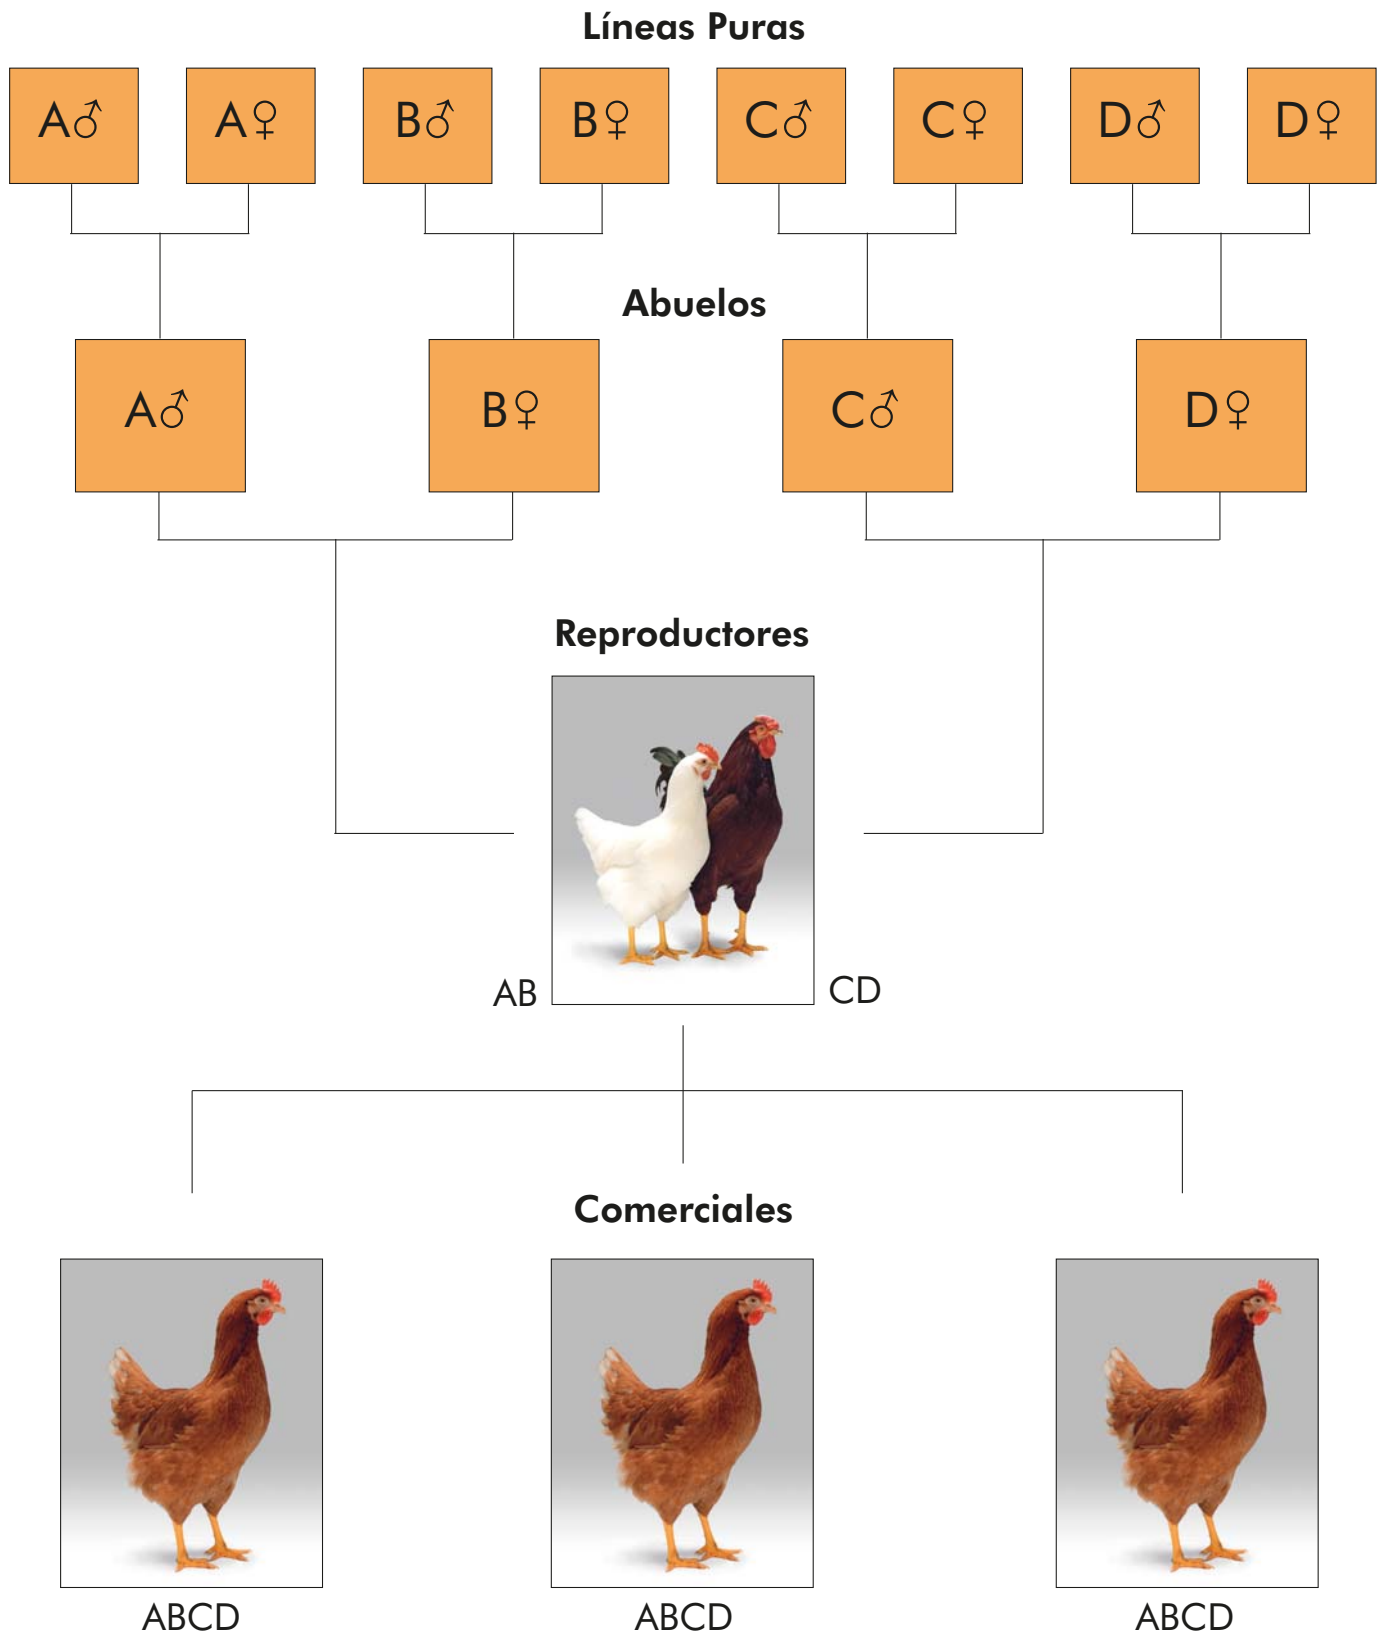 Líneas Puras
A♂ A♀ B♂ B♀ C♂ C♀ D♂ D♀
Abuelos
A♂ B♀ C♂ D♀
Reproductores
AB CD
Comerciales
ABCD ABCD ABCD